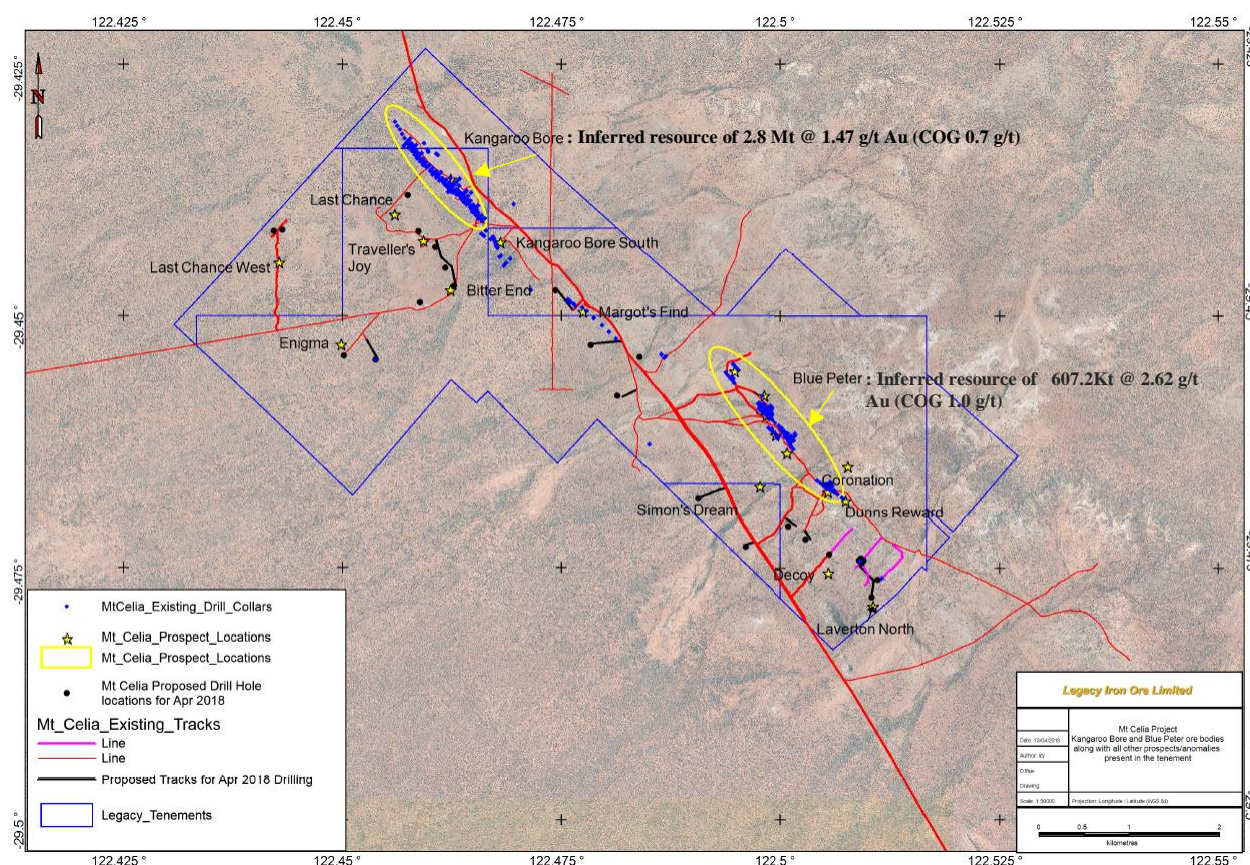 122.425 °
122.45 °
122.475 °
122.5 °
122.525 °
122.55 °
-29.425 °
N
Kangaroo Bore : Inferred resource of 2.8 Mt @ 1.47 g/t Au (COG 0.7 g/t)
Last Chance
Traveller's
Joy
Kangaroo Bore South
Last Chance West
Bitter End
Margot's Find
-29.45 °
Enigma
Blue Peter : Inferred resource of 607.2Kt @ 2.62 g/t
Au (COG 1.0 g/t)
Coronation
Simon's Dream
Dunns Reward
-29.475 °
Decoy
Laverton North
MtCelia_Existing_Drill_Collars
Mt_Celia_Prospect_Locations
Mt_Celia_Prospect_Locations
Mt Celia Proposed Drill Hole
locations for Apr 2018
Mt_Celia_Existing_Tracks
Line
Line
Proposed Tracks for Apr 2018 Drilling
Legacy_Tenements
-29.5 °
Legacy Iron Ore Limited
Mt Celia Project
Kangaroo Bore and Blue Peter ore bodies
along with all other prospects/anomalies
present in the tenement
Author:
Office:
Drawing:
Scale: 1:50000
Projection: Longitude / Latitude (WGS 84)
0 0.5 1 2
kilometres
122.425 °
122.45 °
122.475 °
122.5 °
122.525 °
122.55 °